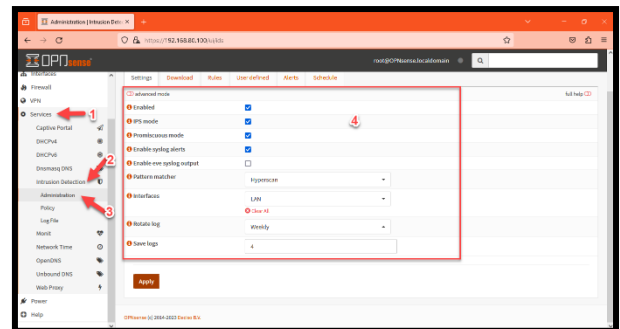 Administration | Intrusion Dete
https://192.168.80.100/ui/ids
OPNsense
root@OPNsense.localdomain
Interfaces
Firewall
VPN
Services
Captive Portal
DHCPv4
DHCPv6
Dnsmasq DNS
Intrusion Detection
Administration
Policy
Log File
Monit
Network Time
OpenDNS
Unbound DNS
Web Proxy
Power
Help
1
2
3
Settings Download Rules User defined Alerts Schedule
advanced mode full help
Enabled
4
IPS mode
Promiscuous mode
Enable syslog alerts
Enable eve syslog output
Pattern matcher Hyperscan
Interfaces LAN
Clear All
Rotate log Weekly
Save logs 4
Apply
OPNsense (c) 2014-2023 Deciso B.V.